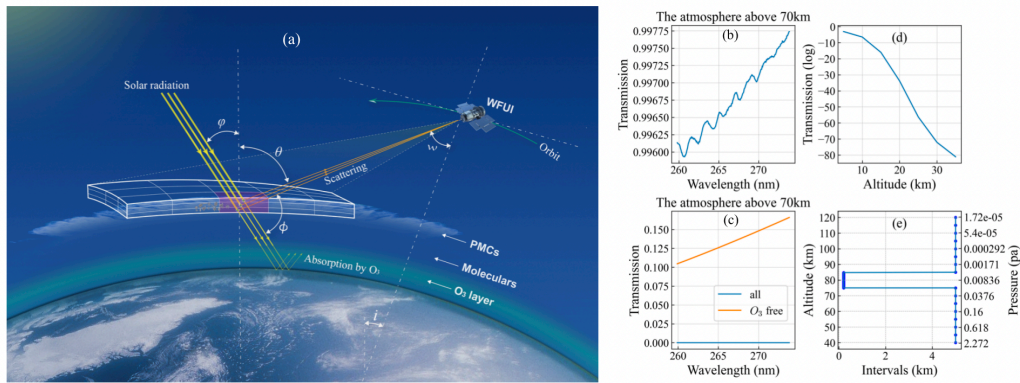 (a)
Solar radiation
φ
θ
Scattering
ϕ
WFUI
w
Orbit
PMCs
Moleculars
O₃ layer
Absorption by O₃
The atmosphere above 70km
(b)
Transmission
0.99775
0.99750
0.99725
0.99700
0.99675
0.99650
0.99625
0.99600
260 265 270
Wavelength (nm)
(d)
Transmission (log)
0
−10
−20
−30
−40
−50
−60
−70
−80
10 20 30
Altitude (km)
The atmosphere above 70km
(c)
Transmission
0.150
0.125
0.100
0.075
0.050
0.025
0.000
all
O₃ free
260 265 270
Wavelength (nm)
(e)
Altitude (km)
120
110
100
90
80
70
60
50
40
0 2 4
Intervals (km)
1.72e-05
5.4e-05
0.000292
0.00171
0.00836
0.0376
0.16
0.618
2.272
Pressure (pa)